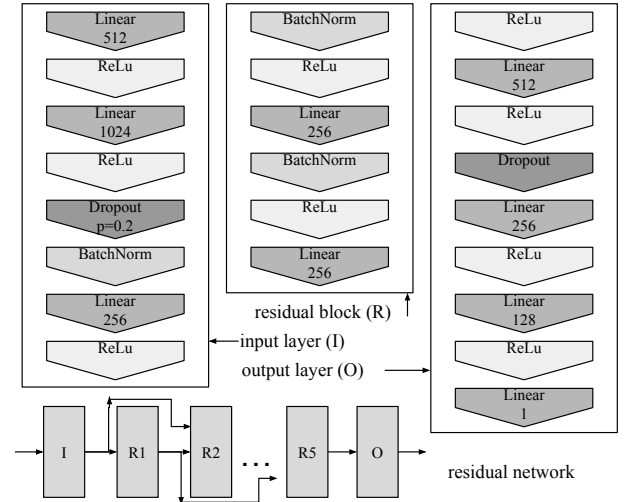 Linear
512
ReLu
Linear
1024
ReLu
Dropout
p=0.2
BatchNorm
Linear
256
ReLu
BatchNorm
ReLu
Linear
256
BatchNorm
ReLu
Linear
256
ReLu
Linear
512
ReLu
Dropout
Linear
256
ReLu
Linear
128
ReLu
Linear
1
residual block (R)
input layer (I)
output layer (O)
I R1 R2 ... R5 O
residual network